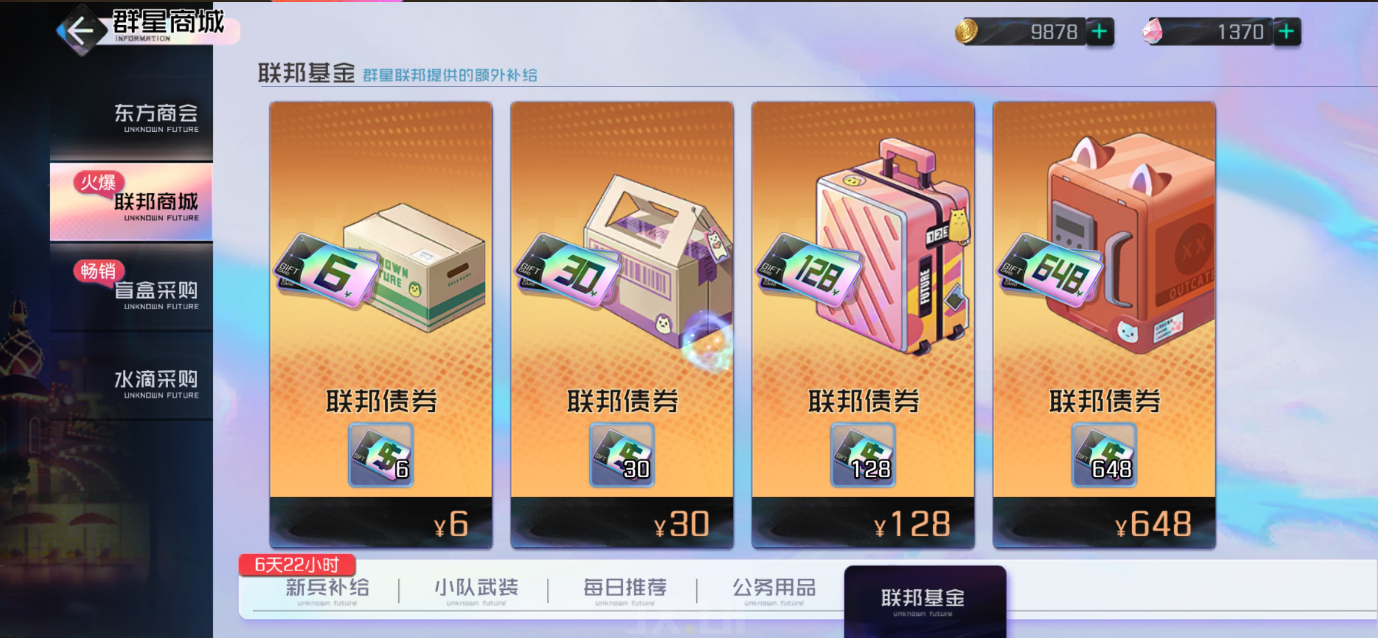 群星商城
INFORMATION
9878
1370
联邦基金 群星联邦提供的额外补给
东方商会
UNKNOWN FUTURE
火爆
联邦商城
UNKNOWN FUTURE
畅销
盲盒采购
UNKNOWN FUTURE
水滴采购
UNKNOWN FUTURE
GIFT CARD 6 ¥
联邦债券
6
¥6
GIFT CARD 30 ¥
联邦债券
30
¥30
GIFT CARD 128 ¥
FUTURE
联邦债券
128
¥128
GIFT CARD 648 ¥
XX
联邦债券
648
¥648
6天22小时
新兵补给
unknown future
小队武装
unknown future
每日推荐
unknown future
公务用品
unknown future
联邦基金
unknown future